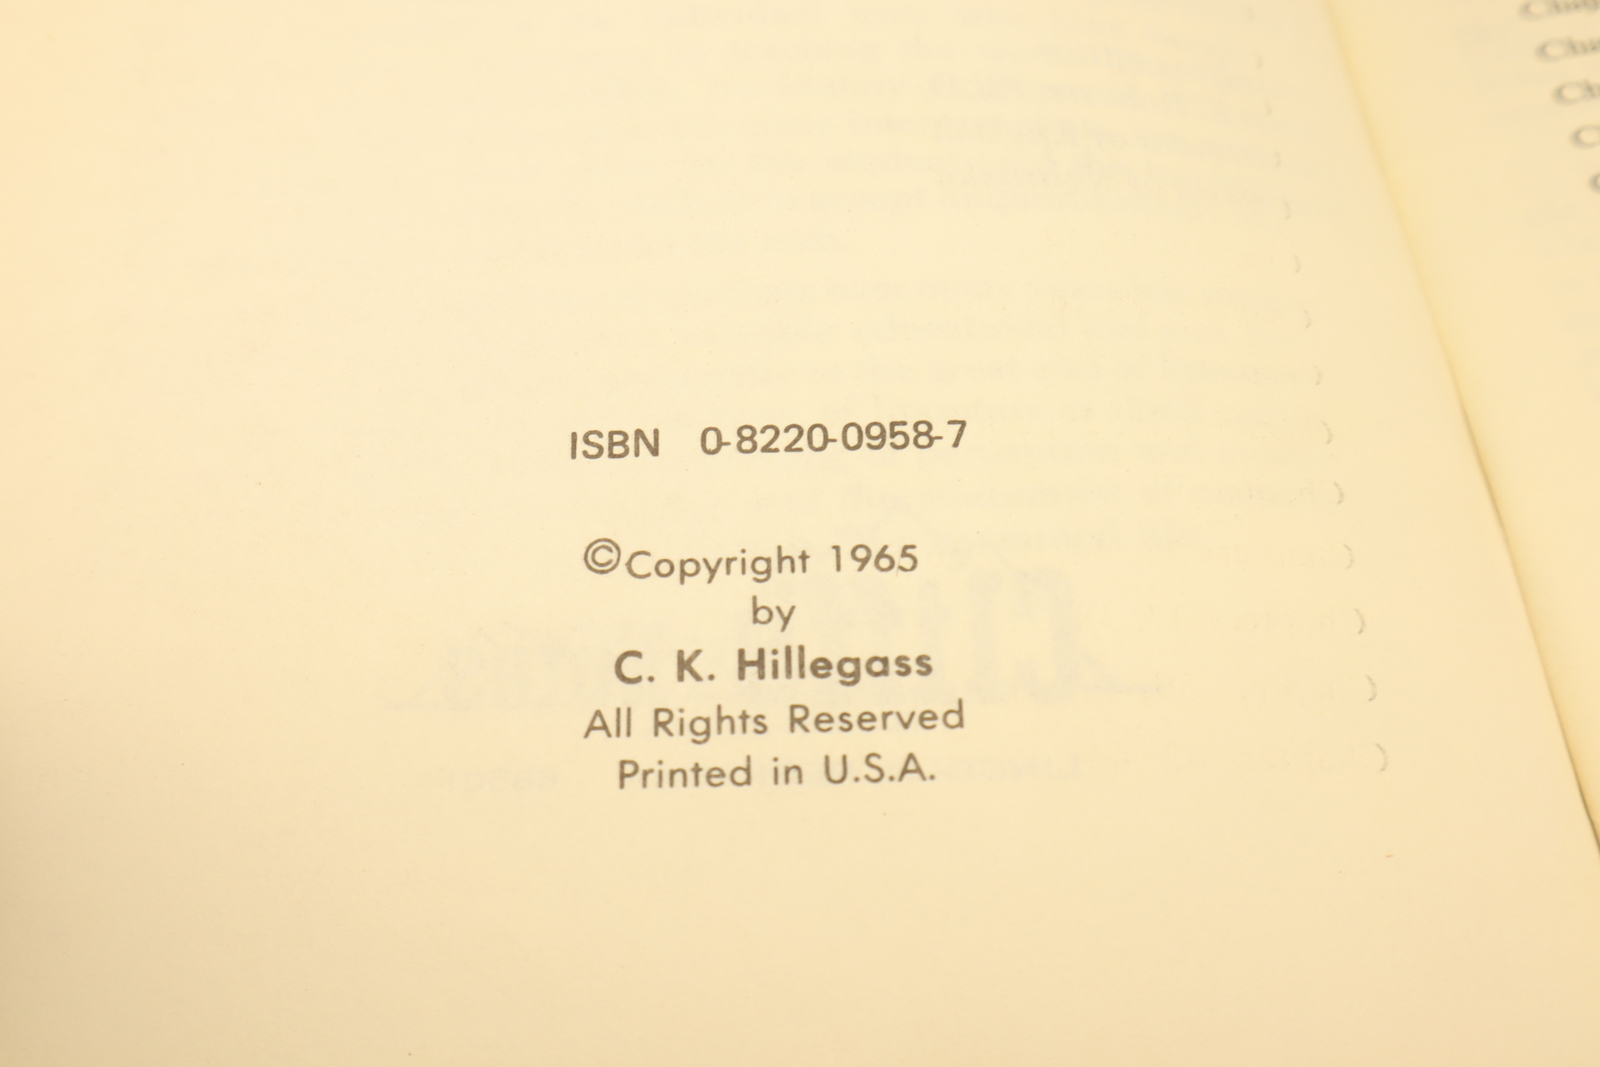 ISBN 0-8220-0958-7
©Copyright 1965
by
C. K. Hillegass
All Rights Reserved
Printed in U.S.A.